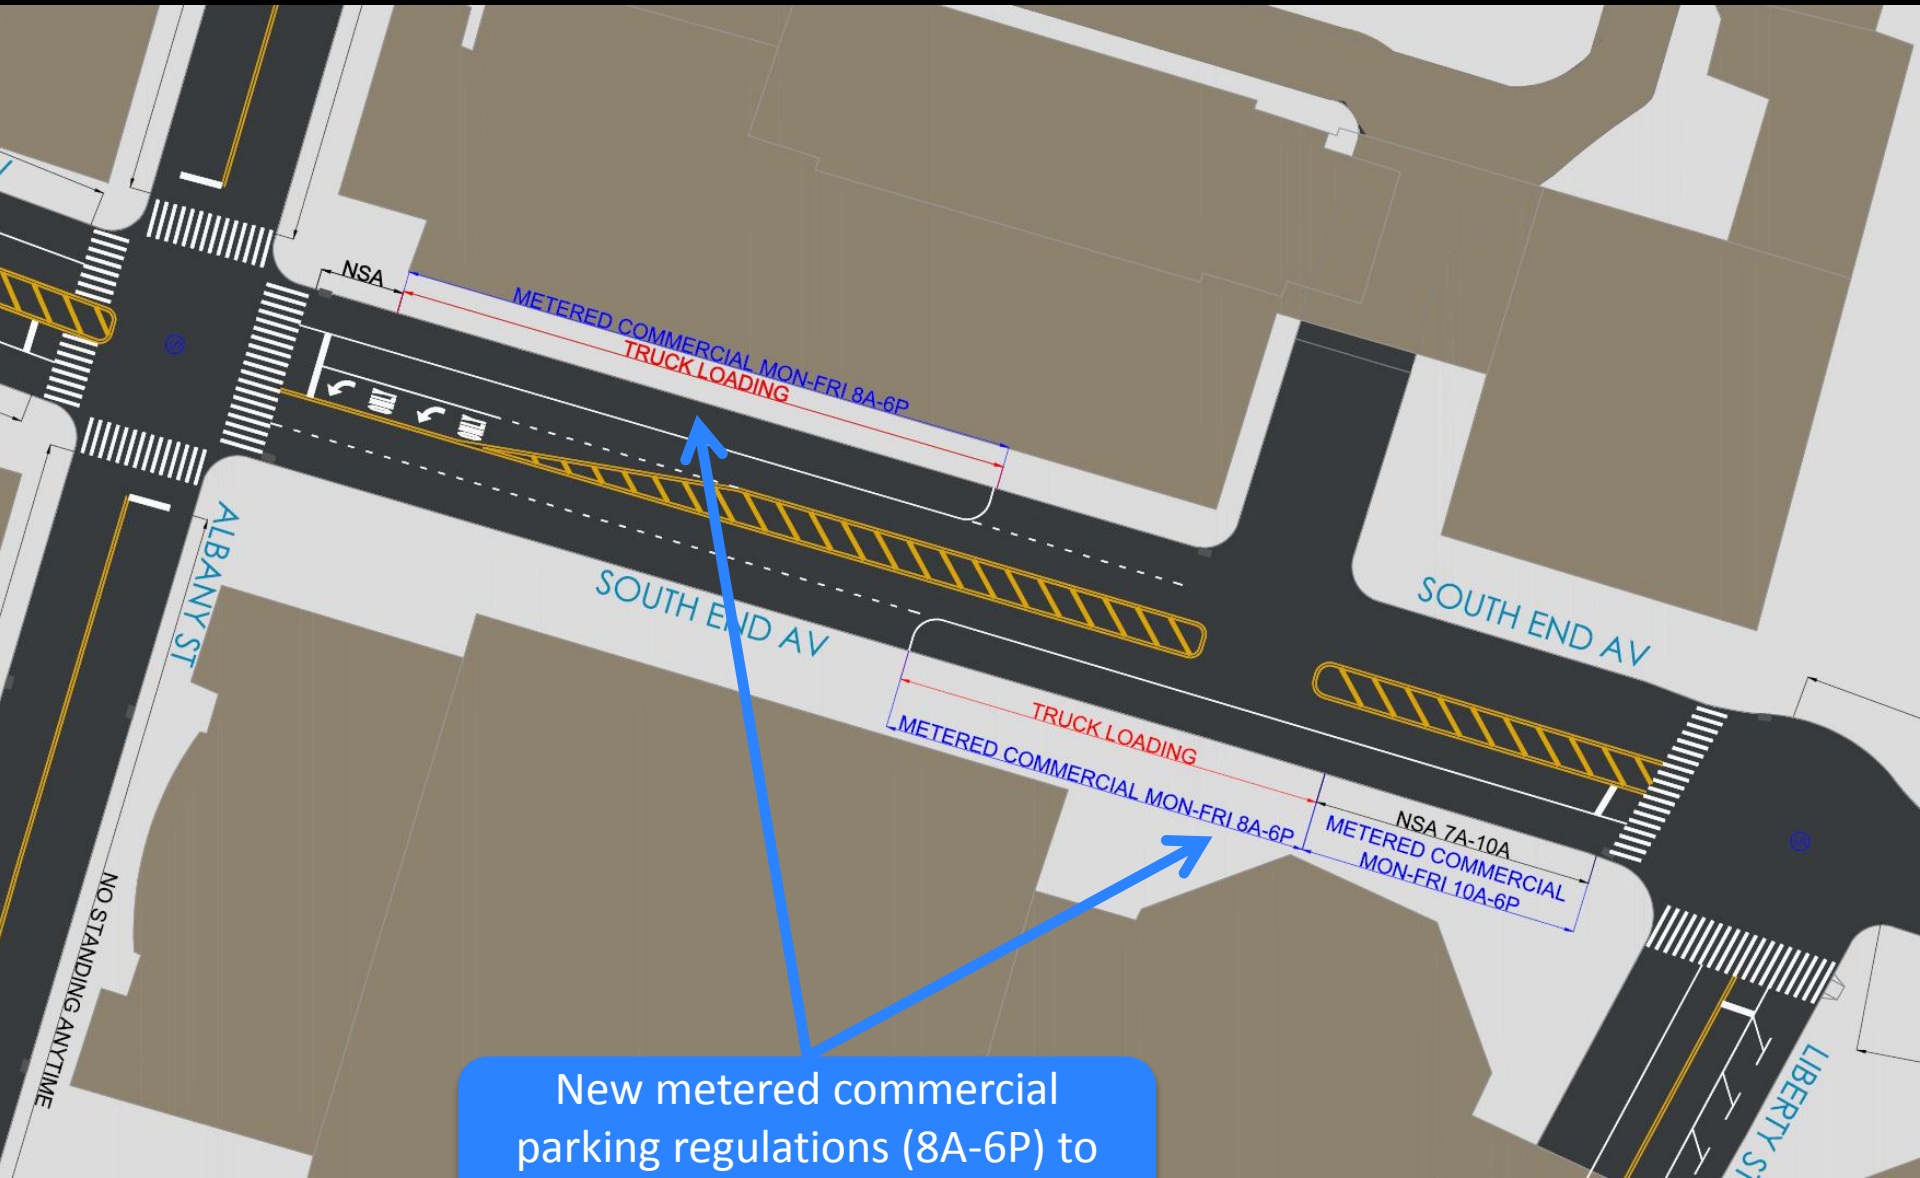 NSA
METERED COMMERCIAL MON-FRI 8A-6P
TRUCK LOADING
ONLY
ONLY
ALBANY ST
SOUTH END AV
SOUTH END AV
TRUCK LOADING
METERED COMMERCIAL MON-FRI 8A-6P
NSA 7A-10A
METERED COMMERCIAL
MON-FRI 10A-6P
NO STANDING ANYTIME
LIBERTY ST
New metered commercial
parking regulations (8A-6P) to